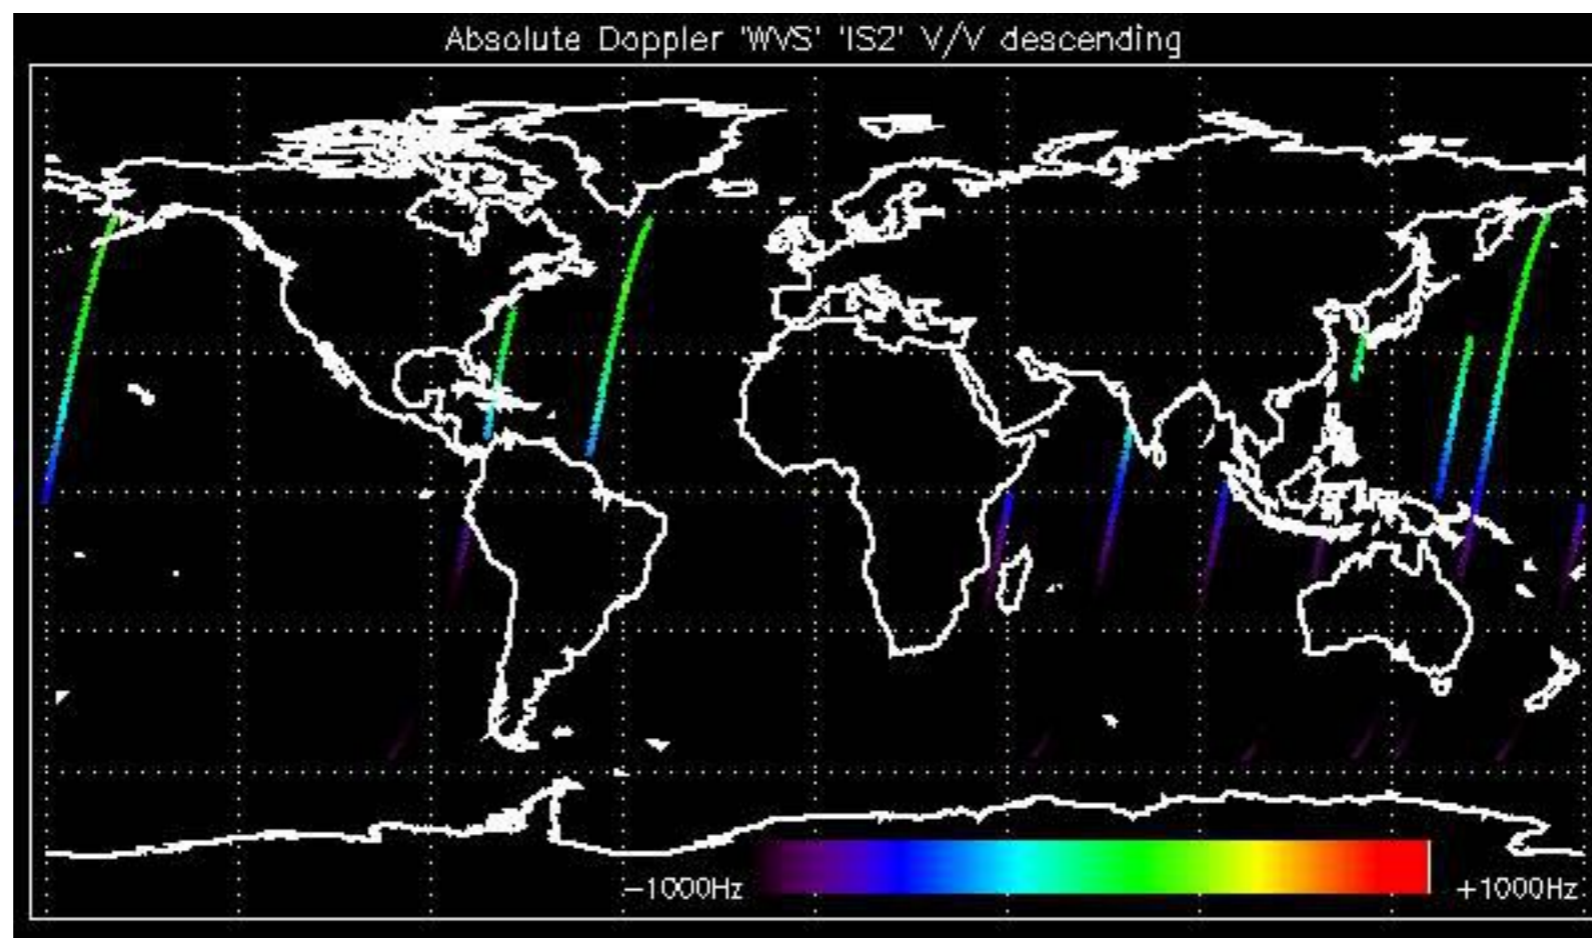 Absolute Doppler 'WVS' 'IS2' V/V descending
-1000Hz
+1000Hz